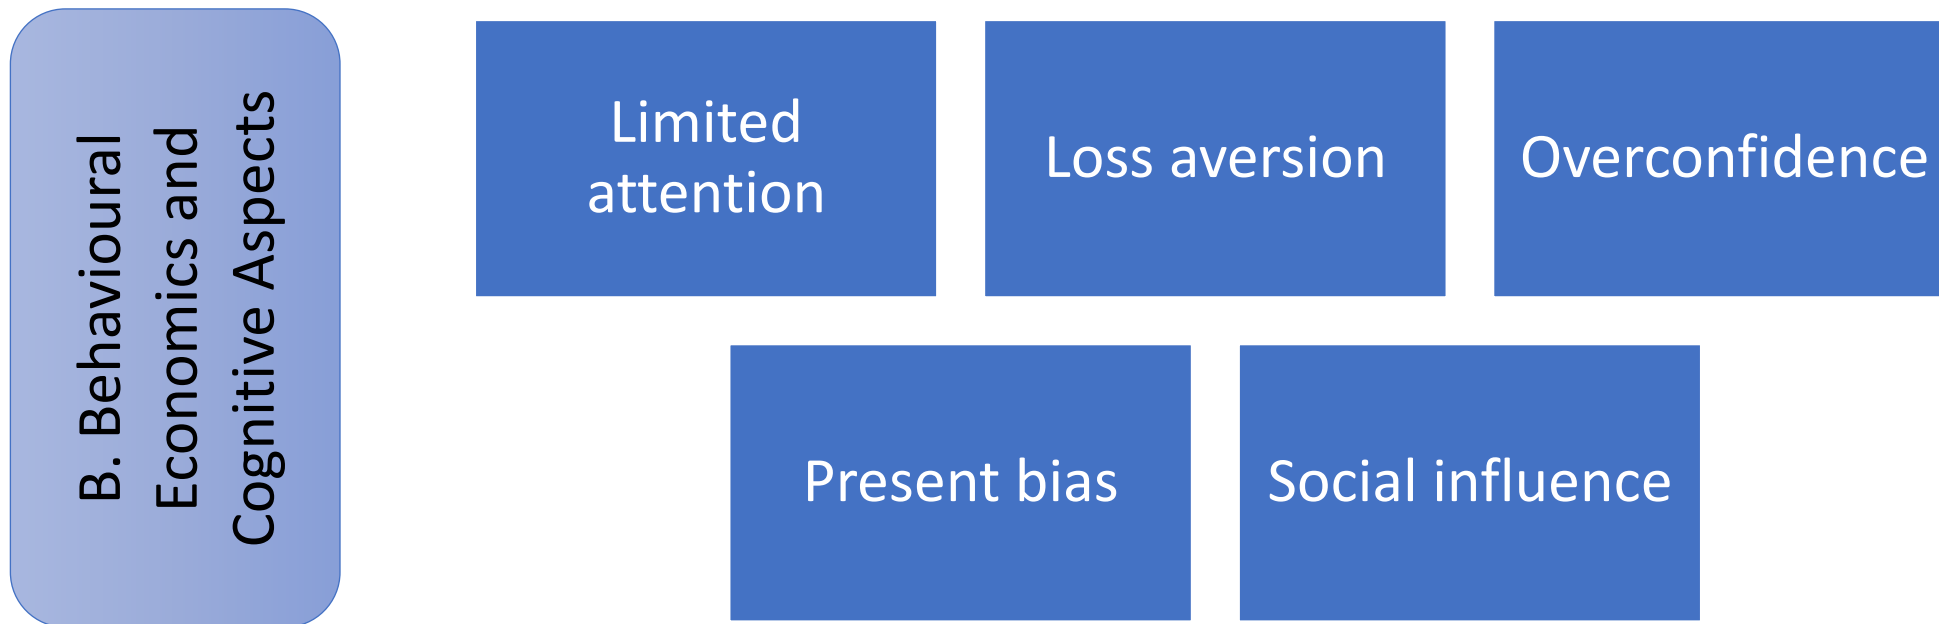 B. Behavioural
Economics and
Cognitive Aspects
Limited
attention
Loss aversion
Overconfidence
Present bias
Social influence